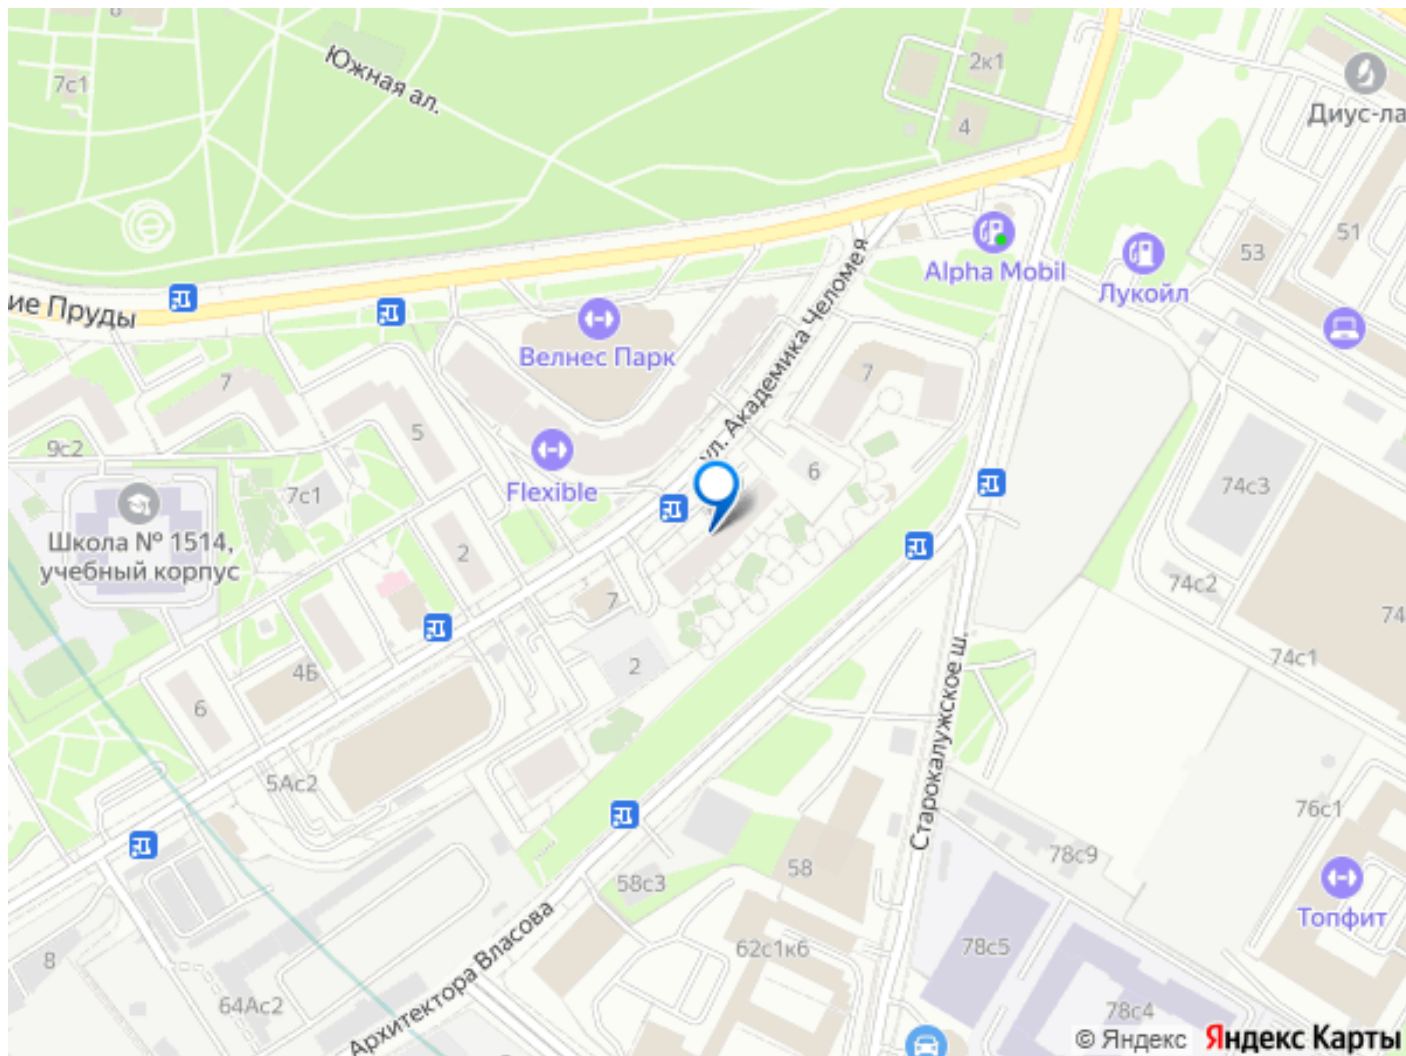 7с1
Южная ал.
2к1
4
Диус-ла
53
51
Alpha Mobil
Лукойл
ие Пруды
Велнес Парк
ул. Академика Челомея
7
7
5
9с2
Flexible
6
7с1
Школа № 1514,
учебный корпус
2
74с3
7
74с2
74
74с1
2
4Б
6
5Ас2
Старокалужское ш.
76с1
78с9
58
58с3
Топфит
Архитектора Власова
62с1к6
78с5
8
64Ас2
78с4
© Яндекс Яндекс Карты